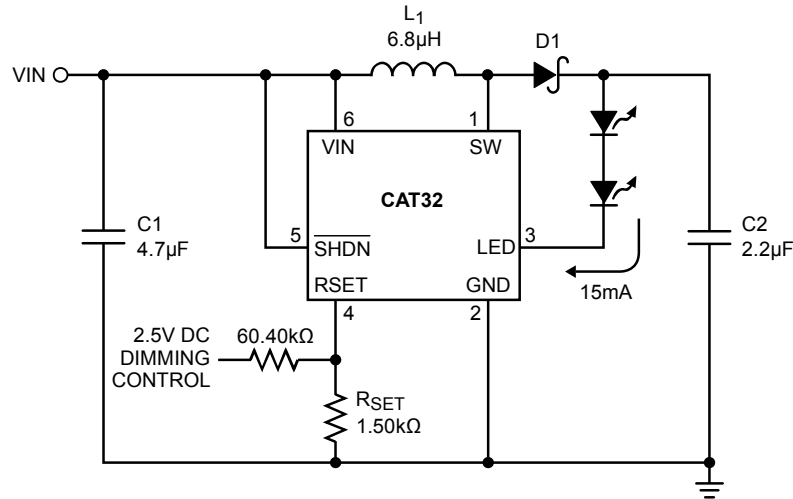 L1
6.8µH
D1
VIN
6
1
VIN
SW
CAT32
C1
4.7µF
5
SHDN
LED
3
C2
2.2µF
RSET
GND
15mA
4
2
2.5V DC
DIMMING
CONTROL
60.40kΩ
RSET
1.50kΩ